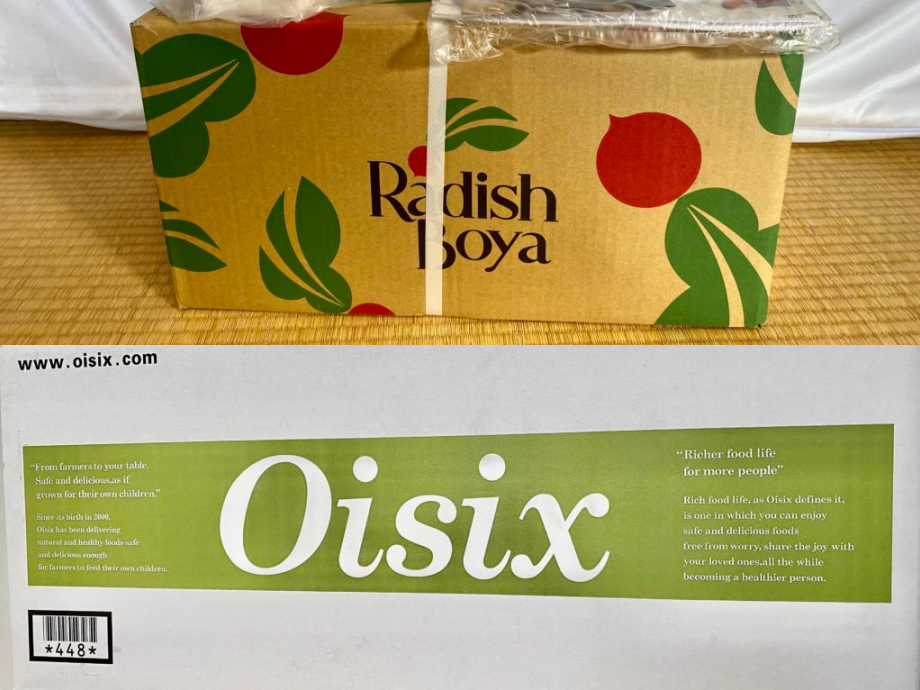 Radish
Boya
www.oisix.com
"From farmers to your table.
Safe and delicious,as if
grown for their own children."
Since its birth in 2000,
Oisix has been delivering
natural and healthy foods safe
and delicious enough
for farmers to feed their own children.
Oisix
"Richer food life
for more people"
Rich food life, as Oisix defines it,
is one in which you can enjoy
safe and delicious foods
free from worry, share the joy with
your loved ones,all the while
becoming a healthier person.
*448*